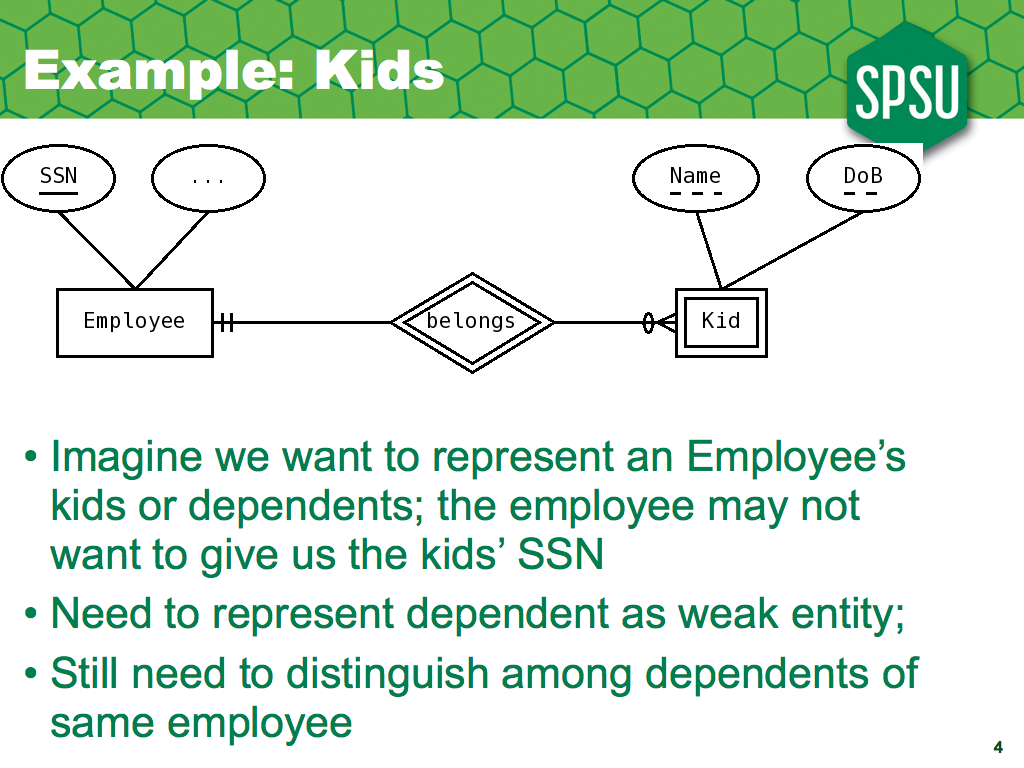 Example: Kids
SPSU
SSN
...
Name
DoB
Employee
belongs
Kid
• Imagine we want to represent an Employee’s
kids or dependents; the employee may not
want to give us the kids’ SSN
• Need to represent dependent as weak entity;
• Still need to distinguish among dependents of
same employee
4